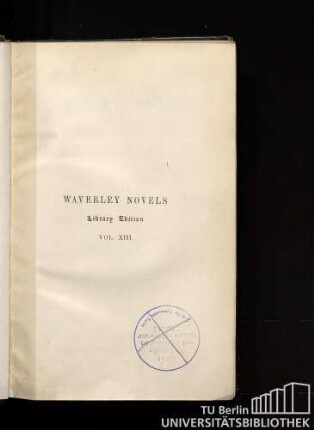 WAVERLEY NOVELS
Library Edition
VOL. XIII.
TU Berlin
UNIVERSITÄTSBIBLIOTHEK